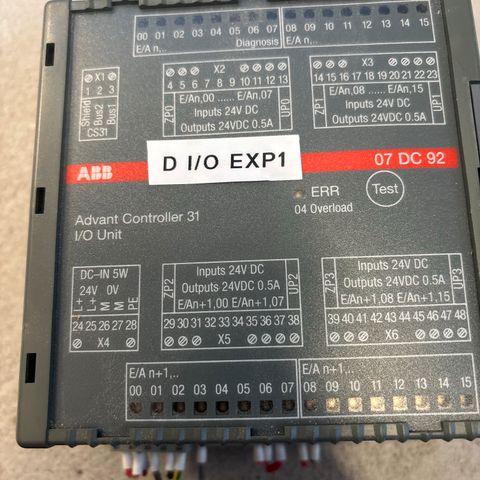 00 01 02 03 04 05 06 07 08 09 10 11 12 13 14 15
E/A n,.. Diagnosis E/A n,..
X1
1 2 3
Shield
Bus2
Bus1
CS31
X2
4 5 6 7 8 9 10 11 12 13
ZP0
E/An,00 ...... E/An,07
Inputs 24V DC
Outputs 24VDC 0.5A
UP0
X3
14 15 16 17 18 19 20 21 22 23
ZP1
E/An,08 ...... E/An,15
Inputs 24V DC
Outputs 24VDC 0.5A
UP1
ABB
D I/O EXP1
07 DC 92
ERR
04 Overload
Test
Advant Controller 31
I/O Unit
DC-IN 5W
24V 0V
L+
L+
M
M
PE
24 25 26 27 28
X4
ZP2
Inputs 24V DC
Outputs 24VDC 0.5A
E/An+1,00 E/An+1,07
UP2
29 30 31 32 33 34 35 36 37 38
X5
ZP3
Inputs 24V DC
Outputs 24VDC 0.5A
E/An+1,08 ... E/An+1,15
UP3
39 40 41 42 43 44 45 46 47 48
X6
E/A n+1,.. E/A n+1,..
00 01 02 03 04 05 06 07 08 09 10 11 12 13 14 15